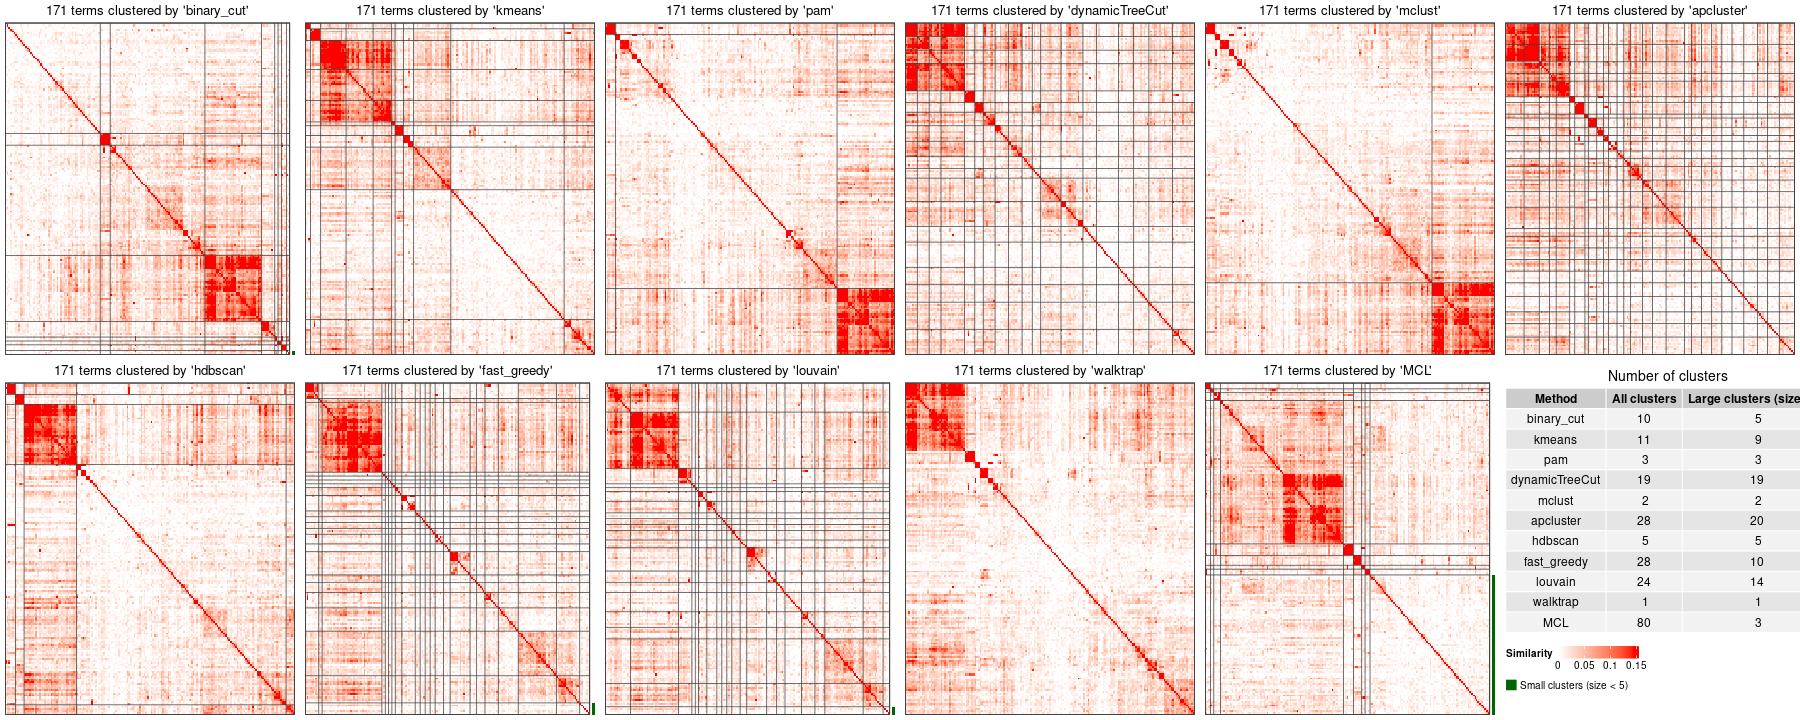 171 terms clustered by 'binary_cut'
171 terms clustered by 'kmeans'
171 terms clustered by 'pam'
171 terms clustered by 'dynamicTreeCut'
171 terms clustered by 'mclust'
171 terms clustered by 'apcluster'
171 terms clustered by 'hdbscan'
171 terms clustered by 'fast_greedy'
171 terms clustered by 'louvain'
171 terms clustered by 'walktrap'
171 terms clustered by 'MCL'
Number of clusters
Method All clusters Large clusters (size
binary_cut 10 5
kmeans 11 9
pam 3 3
dynamicTreeCut 19 19
mclust 2 2
apcluster 28 20
hdbscan 5 5
fast_greedy 28 10
louvain 24 14
walktrap 1 1
MCL 80 3
Similarity
0 0.05 0.1 0.15
Small clusters (size < 5)